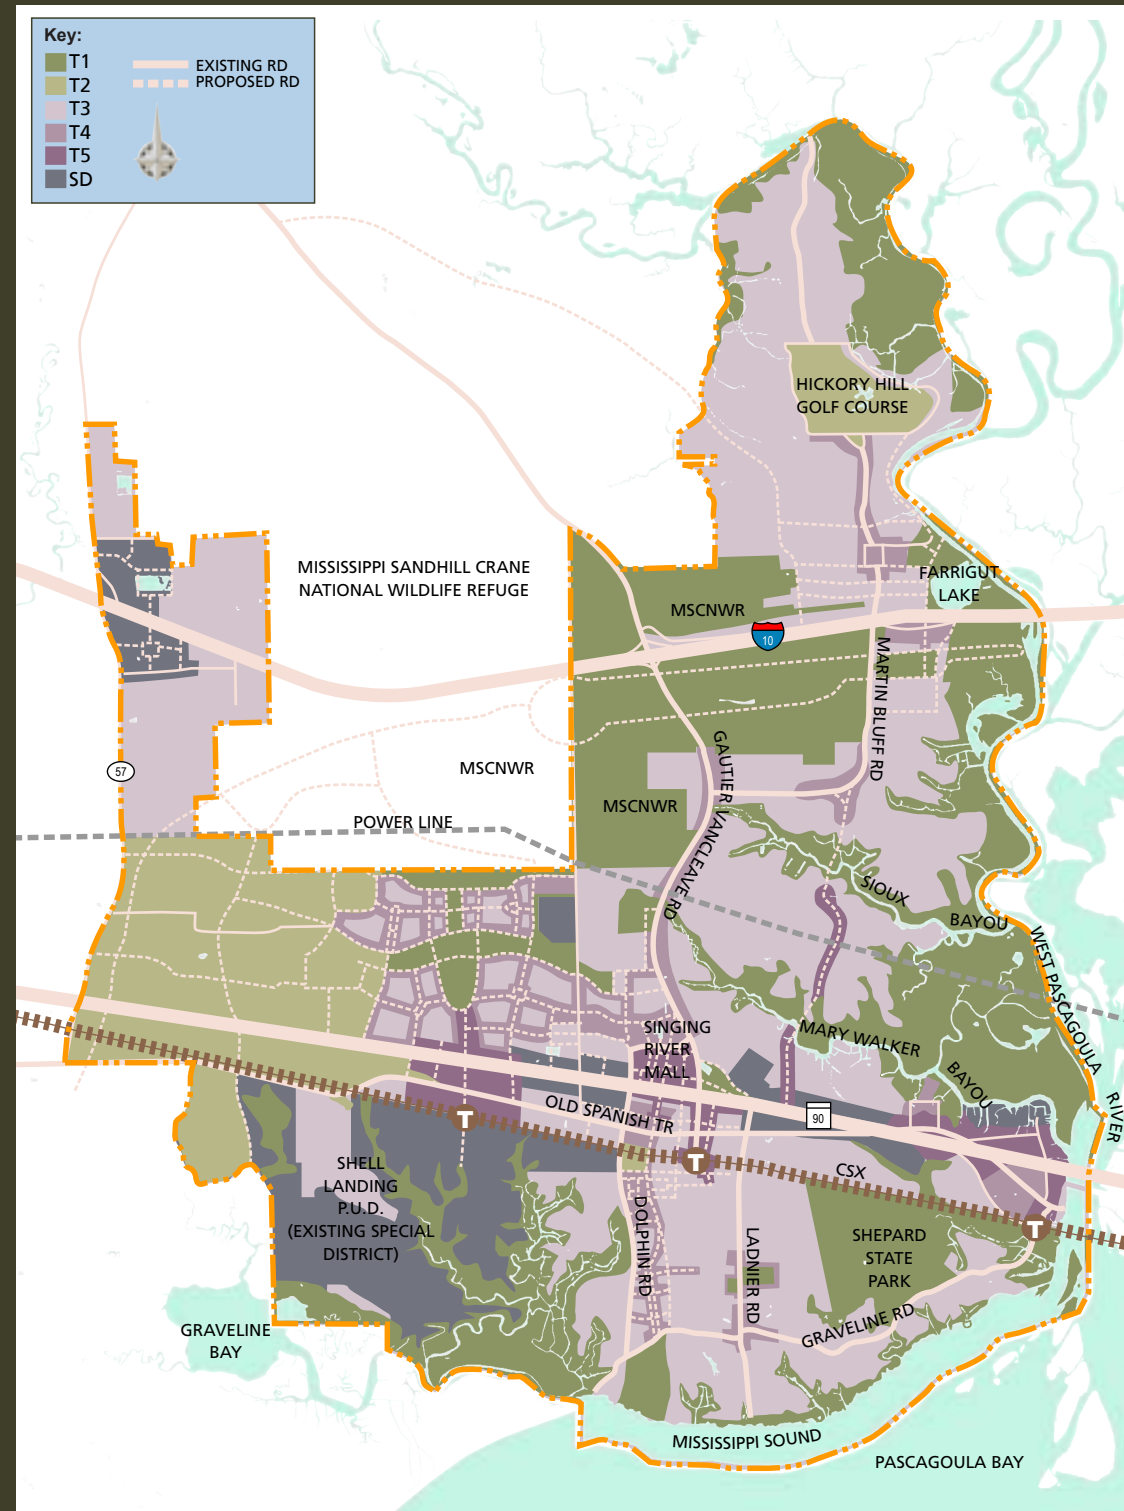 Key:
T1
T2
T3
T4
T5
SD
EXISTING RD
PROPOSED RD
HICKORY HILL
GOLF COURSE
MISSISSIPPI SANDHILL CRANE
NATIONAL WILDLIFE REFUGE
FARRIGUT
LAKE
MSCNWR
10
MARTIN BLUFF RD
57
MSCNWR
GAUTIER VANCLEAVE RD
MSCNWR
POWER LINE
SIOUX
BAYOU
WEST PASCAGOULA
RIVER
SINGING
RIVER
MALL
MARY WALKER
BAYOU
OLD SPANISH TR
90
T
T
CSX
SHELL
LANDING
P.U.D.
(EXISTING SPECIAL
DISTRICT)
DOLPHIN RD
LADNIER RD
SHEPARD
STATE
PARK
T
GRAVELINE RD
GRAVELINE
BAY
MISSISSIPPI SOUND
PASCAGOULA BAY